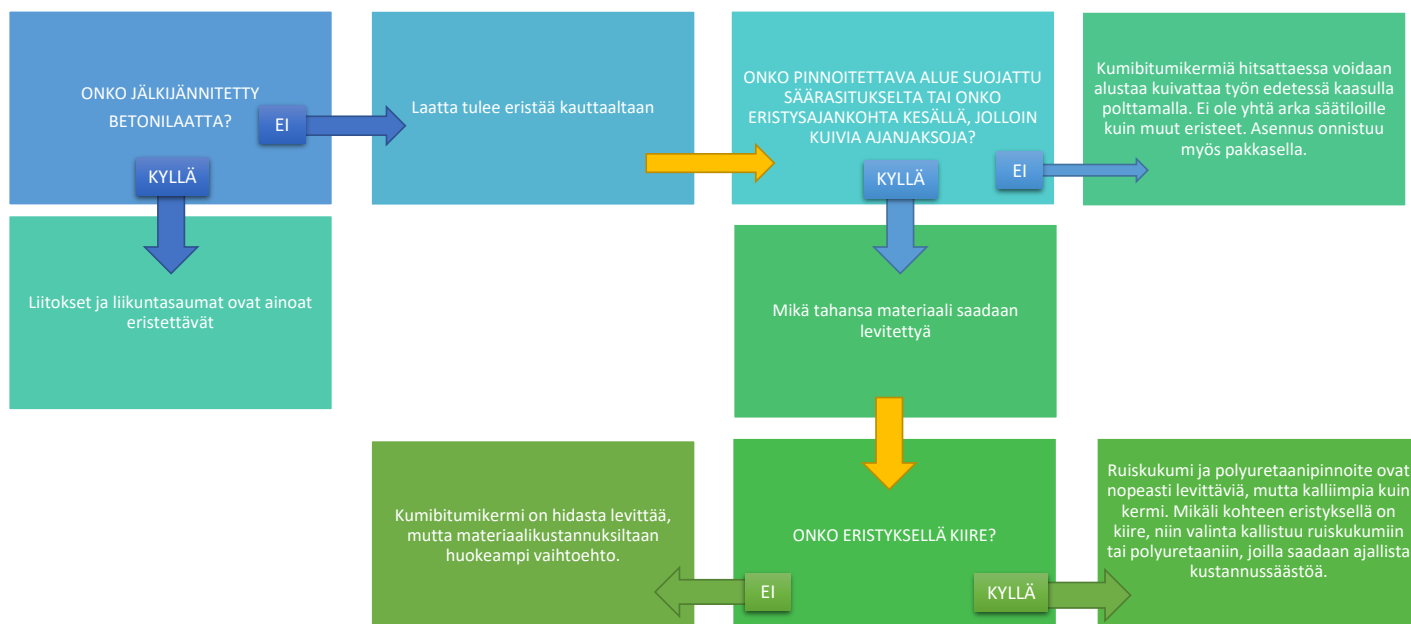 ONKO JÄLKIJÄNNITETTY
BETONILAATTA?
EI
KYLLÄ
Laatta tulee eristää kauttaaltaan
ONKO PINNOITETTAVA ALUE SUOJATTU
SÄÄRASITUKSELTA TAI ONKO
ERISTYSAJANKOHTA KESÄLLÄ, JOLLOIN
KUIVIA AJANJAKSOJA?
KYLLÄ
EI
Kumibitumikermiä hitsattaessa voidaan
alustaa kuivattaa työn edetessä kaasulla
polttamalla. Ei ole yhtä arka säätiloille
kuin muut eristeet. Asennus onnistuu
myös pakkasella.
Liitokset ja liikuntasaumat ovat ainoat
eristettävät
Mikä tahansa materiaali saadaan
levitettyä
Kumibitumikermi on hidasta levittää,
mutta materiaalikustannuksiltaan
huokeampi vaihtoehto.
ONKO ERISTYKSELLÄ KIIRE?
EI
KYLLÄ
Ruiskukumi ja polyuretaanipinnoite ovat
nopeasti levittäviä, mutta kalliimpia kuin
kermi. Mikäli kohteen eristyksellä on
kiire, niin valinta kallistuu ruiskukumiin
tai polyuretaaniin, joilla saadaan ajallista
kustannussäästöä.